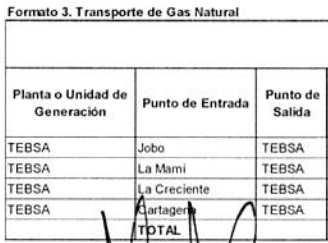 Formato 3. Transporte de Gas Natural
Planta o Unidad de Generación Punto de Entrada Punto de Salida
TEBSA Jobo TEBSA
TEBSA La Mami TEBSA
TEBSA La Creciente TEBSA
TEBSA Cartagena TEBSA
TOTAL